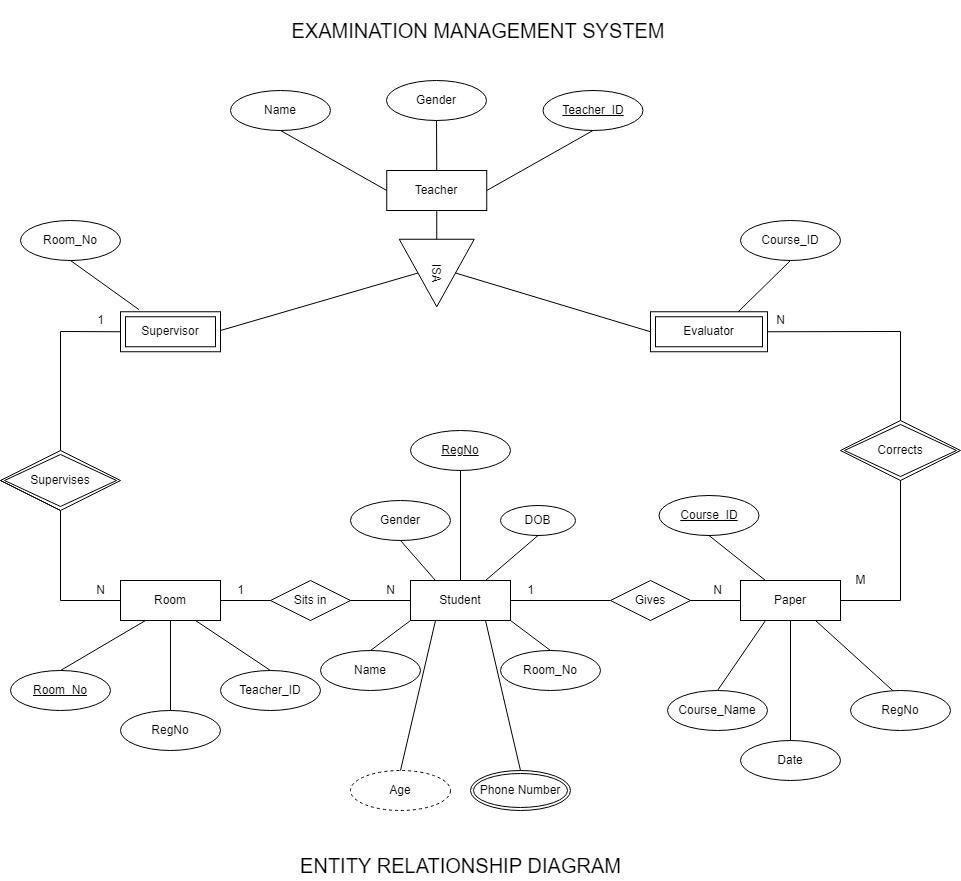 EXAMINATION MANAGEMENT SYSTEM
Name
Gender
Teacher_ID
Teacher
Room_No
ISA
Course_ID
1
Supervisor
Evaluator
N
Supervises
Corrects
RegNo
Gender
DOB
Course_ID
N
Room
1
Sits in
N
Student
1
Gives
N
Paper
M
Room_No
RegNo
Teacher_ID
Name
Room_No
Course_Name
Date
RegNo
Age
Phone Number
ENTITY RELATIONSHIP DIAGRAM